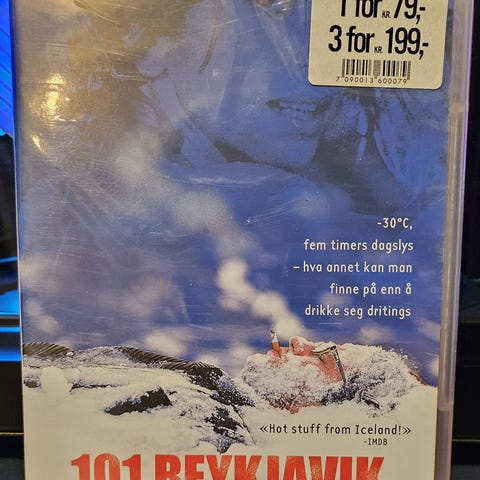 1 for KR. 79,-
3 for KR. 199,-
7 090013 600079
-30°C,
fem timers dagslys
– hva annet kan man
finne på enn å
drikke seg dritings
«Hot stuff from Iceland!»
-IMDB
101 REYKJAVIK